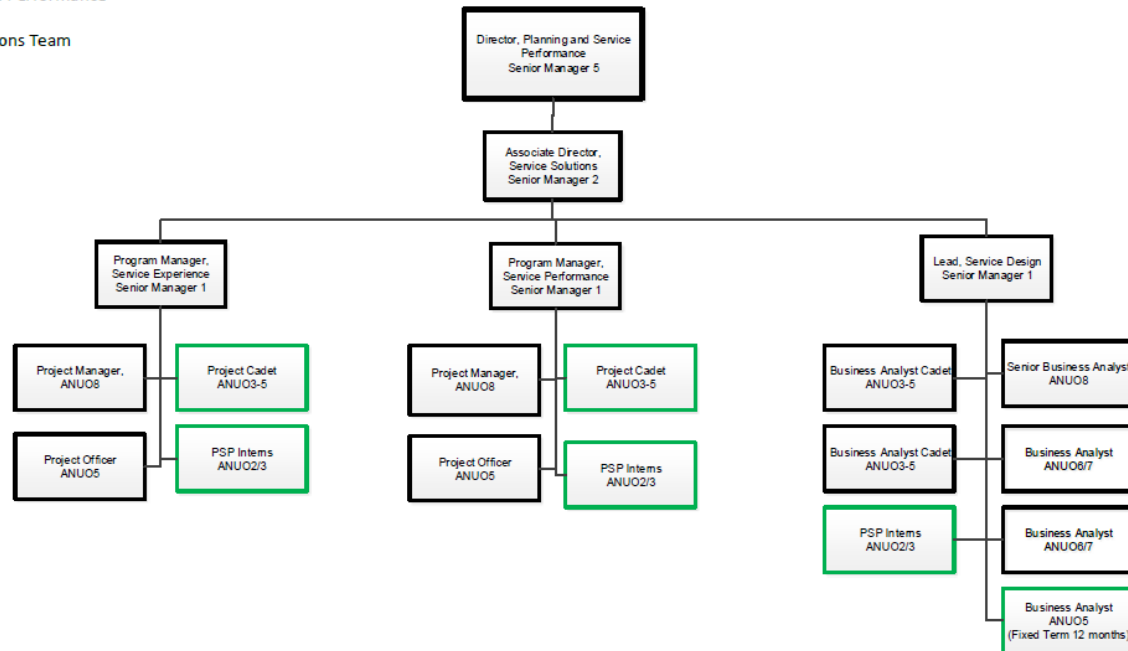 ons Team
Director, Planning and Service
Performance
Senior Manager 5
Associate Director,
Service Solutions
Senior Manager 2
Program Manager,
Service Experience
Senior Manager 1
Program Manager,
Service Performance
Senior Manager 1
Lead, Service Design
Senior Manager 1
Project Manager,
ANUO8
Project Cadet
ANUO3-5
Project Officer
ANUO5
PSP Interns
ANUO2/3
Project Manager,
ANUO8
Project Cadet
ANUO3-5
Project Officer
ANUO5
PSP Interns
ANUO2/3
Business Analyst Cadet
ANUO3-5
Senior Business Analyst
ANUO8
Business Analyst Cadet
ANUO3-5
Business Analyst
ANUO6/7
PSP Interns
ANUO2/3
Business Analyst
ANUO6/7
Business Analyst
ANUO5
(Fixed Term 12 months)